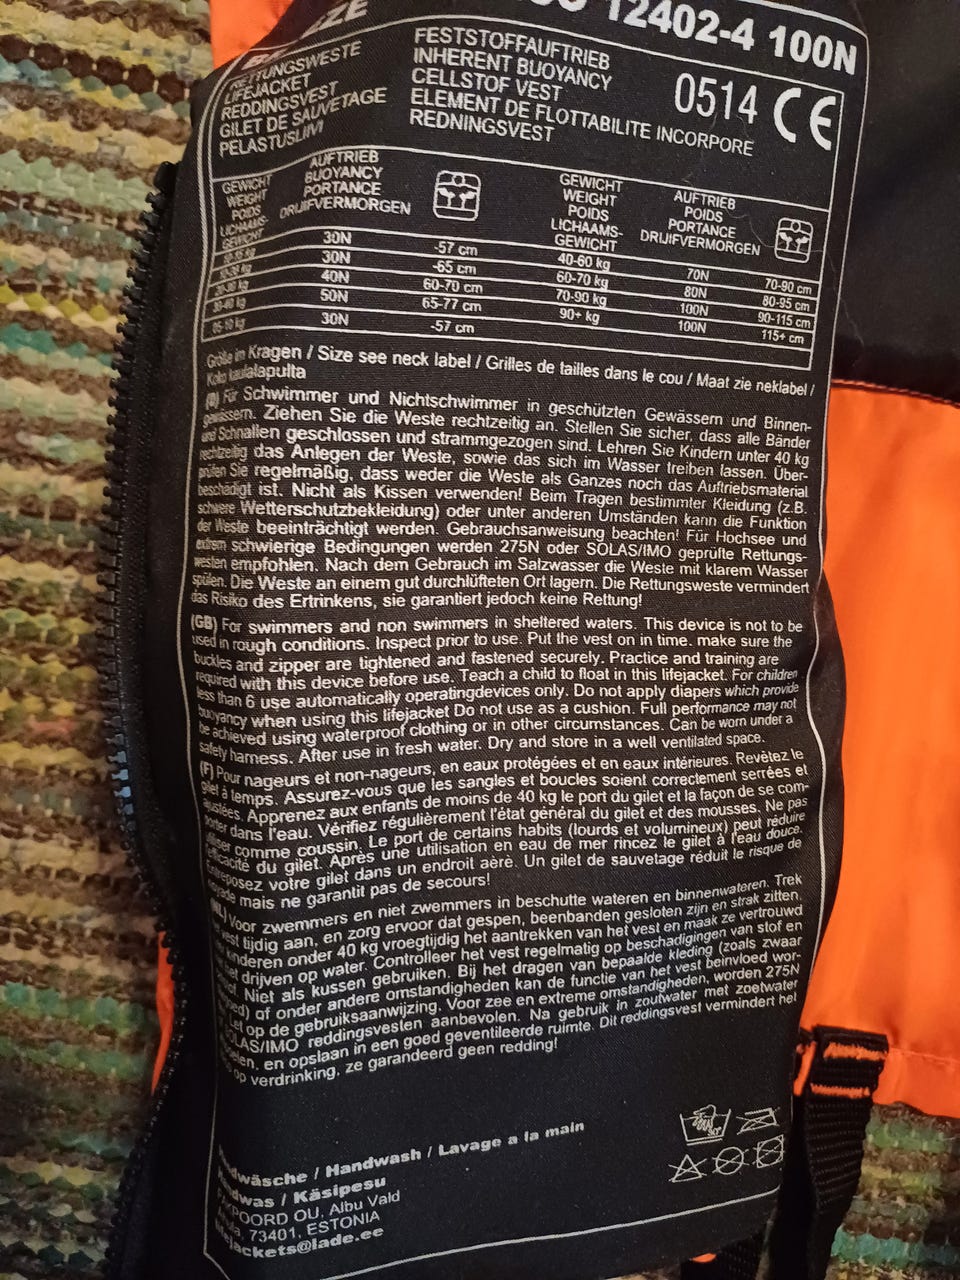 12402-4 100N
RETTUNGSWESTE
LIFEJACKET
REDDINGSVEST
GILET DE SAUVETAGE
PELASTUSLIIVI
FESTSTOFFAUFTRIEB
INHERENT BUOYANCY
CELLSTOF VEST
ELEMENT DE FLOTTABILITE INCORPORE
REDNINGSVEST
0514 CE
GEWICHT
WEIGHT
POIDS
LICHAAMS-
GEWICHT
AUFTRIEB
BUOYANCY
PORTANCE
DRIJFVERMORGEN
GEWICHT
WEIGHT
POIDS
LICHAAMS-
GEWICHT
AUFTRIEB
POIDS
PORTANCE
DRIJFVERMORGEN
30N -57 cm 40-60 kg 70N 70-90 cm
30N -65 cm 60-70 kg 80N 80-95 cm
40N 60-70 cm 70-90 kg 100N 90-115 cm
30-40 kg 50N 65-77 cm 90+ kg 100N 115+ cm
05-10 kg 30N -57 cm
Größe im Kragen / Size see neck label / Grilles de tailles dans le cou / Maat zie neklabel /
Koko kaulalapulta
(D) Für Schwimmer und Nichtschwimmer in geschützten Gewässern und Binnen-
gewässern. Ziehen Sie die Weste rechtzeitig an. Stellen Sie sicher, dass alle Bänder
und Schnallen geschlossen und strammgezogen sind. Lehren Sie Kindern unter 40 kg
rechtzeitig das Anlegen der Weste, sowie das sich im Wasser treiben lassen. Über-
prüfen Sie regelmäßig, dass weder die Weste als Ganzes noch das Auftriebsmaterial
beschädigt ist. Nicht als Kissen verwenden! Beim Tragen bestimmter Kleidung (z.B.
schwere Wetterschutzbekleidung) oder unter anderen Umständen kann die Funktion
der Weste beeinträchtigt werden. Gebrauchsanweisung beachten! Für Hochsee und
extrem schwierige Bedingungen werden 275N oder SOLAS/IMO geprüfte Rettungs-
westen empfohlen. Nach dem Gebrauch im Salzwasser die Weste mit klarem Wasser
spülen. Die Weste an einem gut durchlüfteten Ort lagern. Die Rettungsweste vermindert
das Risiko des Ertrinkens, sie garantiert jedoch keine Rettung!
(GB) For swimmers and non swimmers in sheltered waters. This device is not to be
used in rough conditions. Inspect prior to use. Put the vest on in time. make sure the
buckles and zipper are tightened and fastened securely. Practice and training are
required with this device before use. Teach a child to float in this lifejacket. For children
less than 6 use automatically operatingdevices only. Do not apply diapers which provide
buoyancy when using this lifejacket Do not use as a cushion. Full performance may not
be achieved using waterproof clothing or in other circumstances. Can be worn under a
safety harness. After use in fresh water. Dry and store in a well ventilated space.
(F) Pour nageurs et non-nageurs, en eaux protégées et en eaux intérieures. Revêtez le
gilet à temps. Assurez-vous que les sangles et boucles soient correctement serrées et
ajustées. Apprenez aux enfants de moins de 40 kg le port du gilet et la façon de se com-
porter dans l'eau. Vérifiez régulièrement l'état général du gilet et des mousses. Ne pas
comme coussin. Le port de certains habits (lourds et volumineux) peut réduire
du gilet. Après une utilisation en eau de mer rincez le gilet à l'eau douce.
votre gilet dans un endroit aèrè. Un gilet de sauvetage réduit le risque de
mais ne garantit pas de secours!
Voor zwemmers en niet zwemmers in beschutte wateren en binnenwateren. Trek
tijdig aan, en zorg ervoor dat gespen, beenbanden gesloten zijn en strak zitten.
onder 40 kg vroegtijdig het aantrekken van het vest en maak ze vertrouwd
drijven op water. Controlleer het vest regelmatig op beschadigingen van stof en
Niet als kussen gebruiken. Bij het dragen van bepaalde kleding (zoals zwaar
of onder andere omstandigheden kan de functie van het vest beinvloed wor-
Let op de gebruiksaanwijzing. Voor zee en extreme omstandigheden, worden 275N
SOLAS/IMO reddingsvesten aanbevolen. Na gebruik in zoutwater met zoetwater
en opslaan in een goed geventileerde ruimte. Dit reddingsvest vermindert het
op verdrinking, ze garandeerd geen redding!
/ Handwash / Lavage a la main
/ Käsipesu
OU, Albu Vald
73401, ESTONIA
@lade.ee